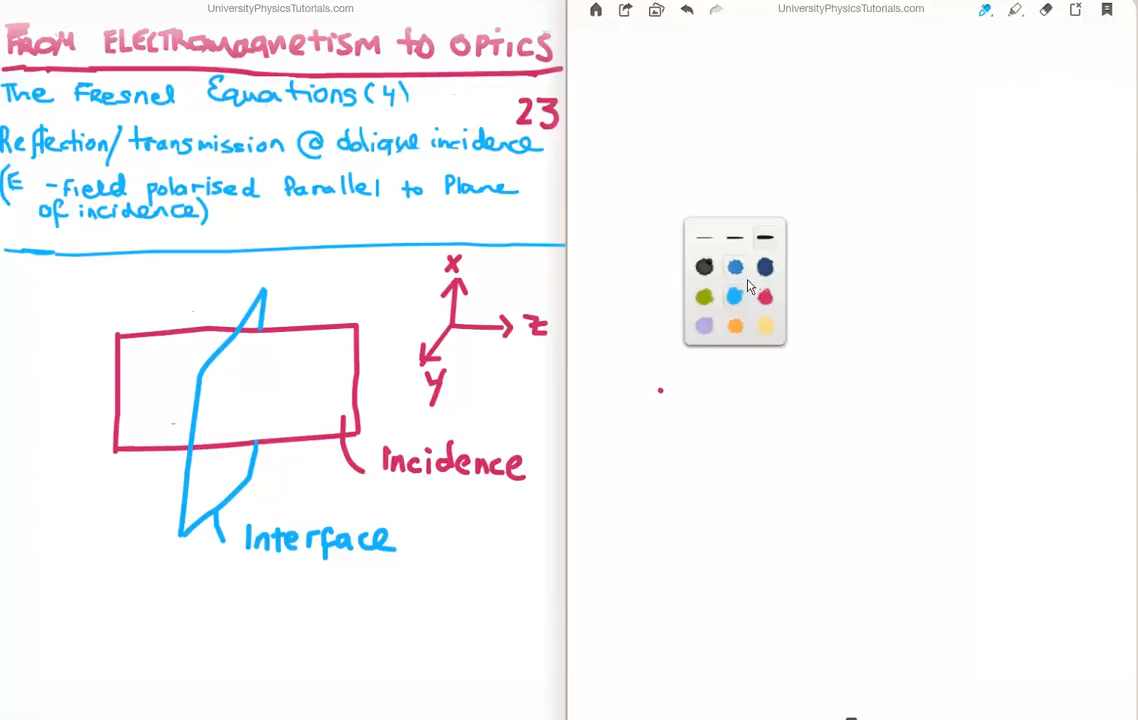 UniversityPhysicsTutorials.com
UniversityPhysicsTutorials.com
FROM ELECTROmagnetism to OPTICS
The Fresnel Equations (4)
23
Reflection/transmission @ oblique incidence
(E -field polarised Parallel to Plane
of incidence)
X
Z
Y
Incidence
Interface